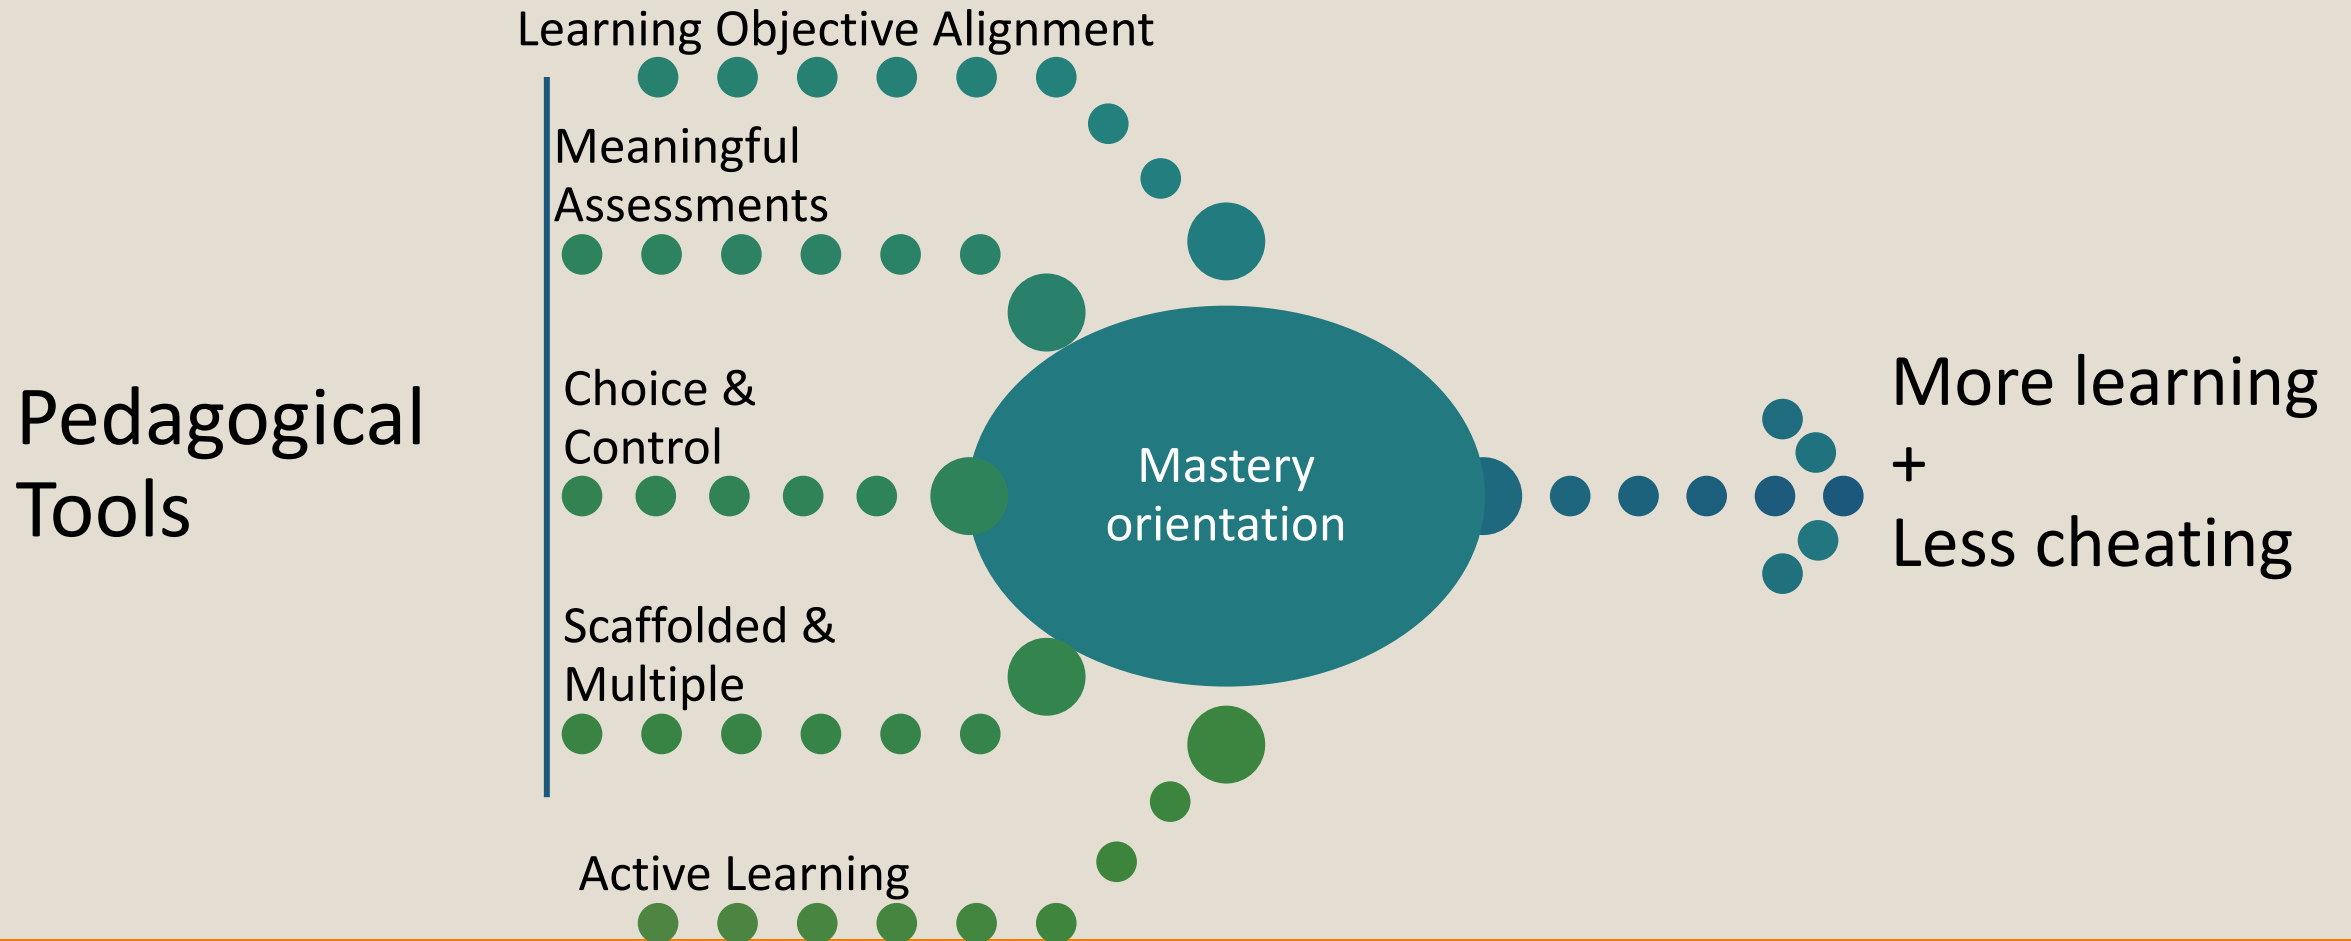 Pedagogical
Tools
Learning Objective Alignment
Meaningful
Assessments
Choice &
Control
Scaffolded &
Multiple
Active Learning
Mastery
orientation
More learning
+
Less cheating